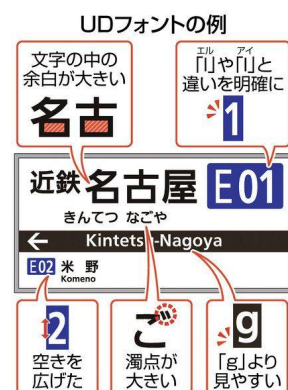 UDフォントの例
文字の中の
余白が大きい
名古
エル アイ
「l」や「I」と
違いを明確に
1
近鉄名古屋 E01
きんてつ なごや
← Kintetsu-Nagoya
E02 米野
Komeno
2
空きを
広げた
ご
濁点が
大きい
g
「g」より
見やすい